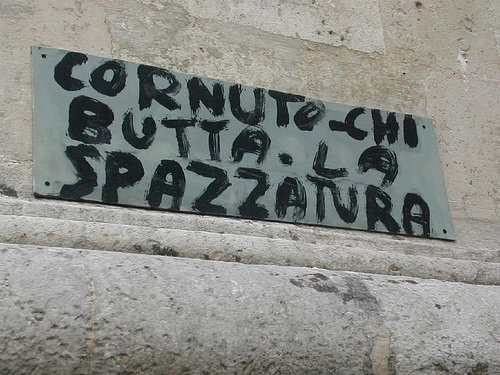 CORNUTO-CHI
BUTTA. LA
SPAZZATURA